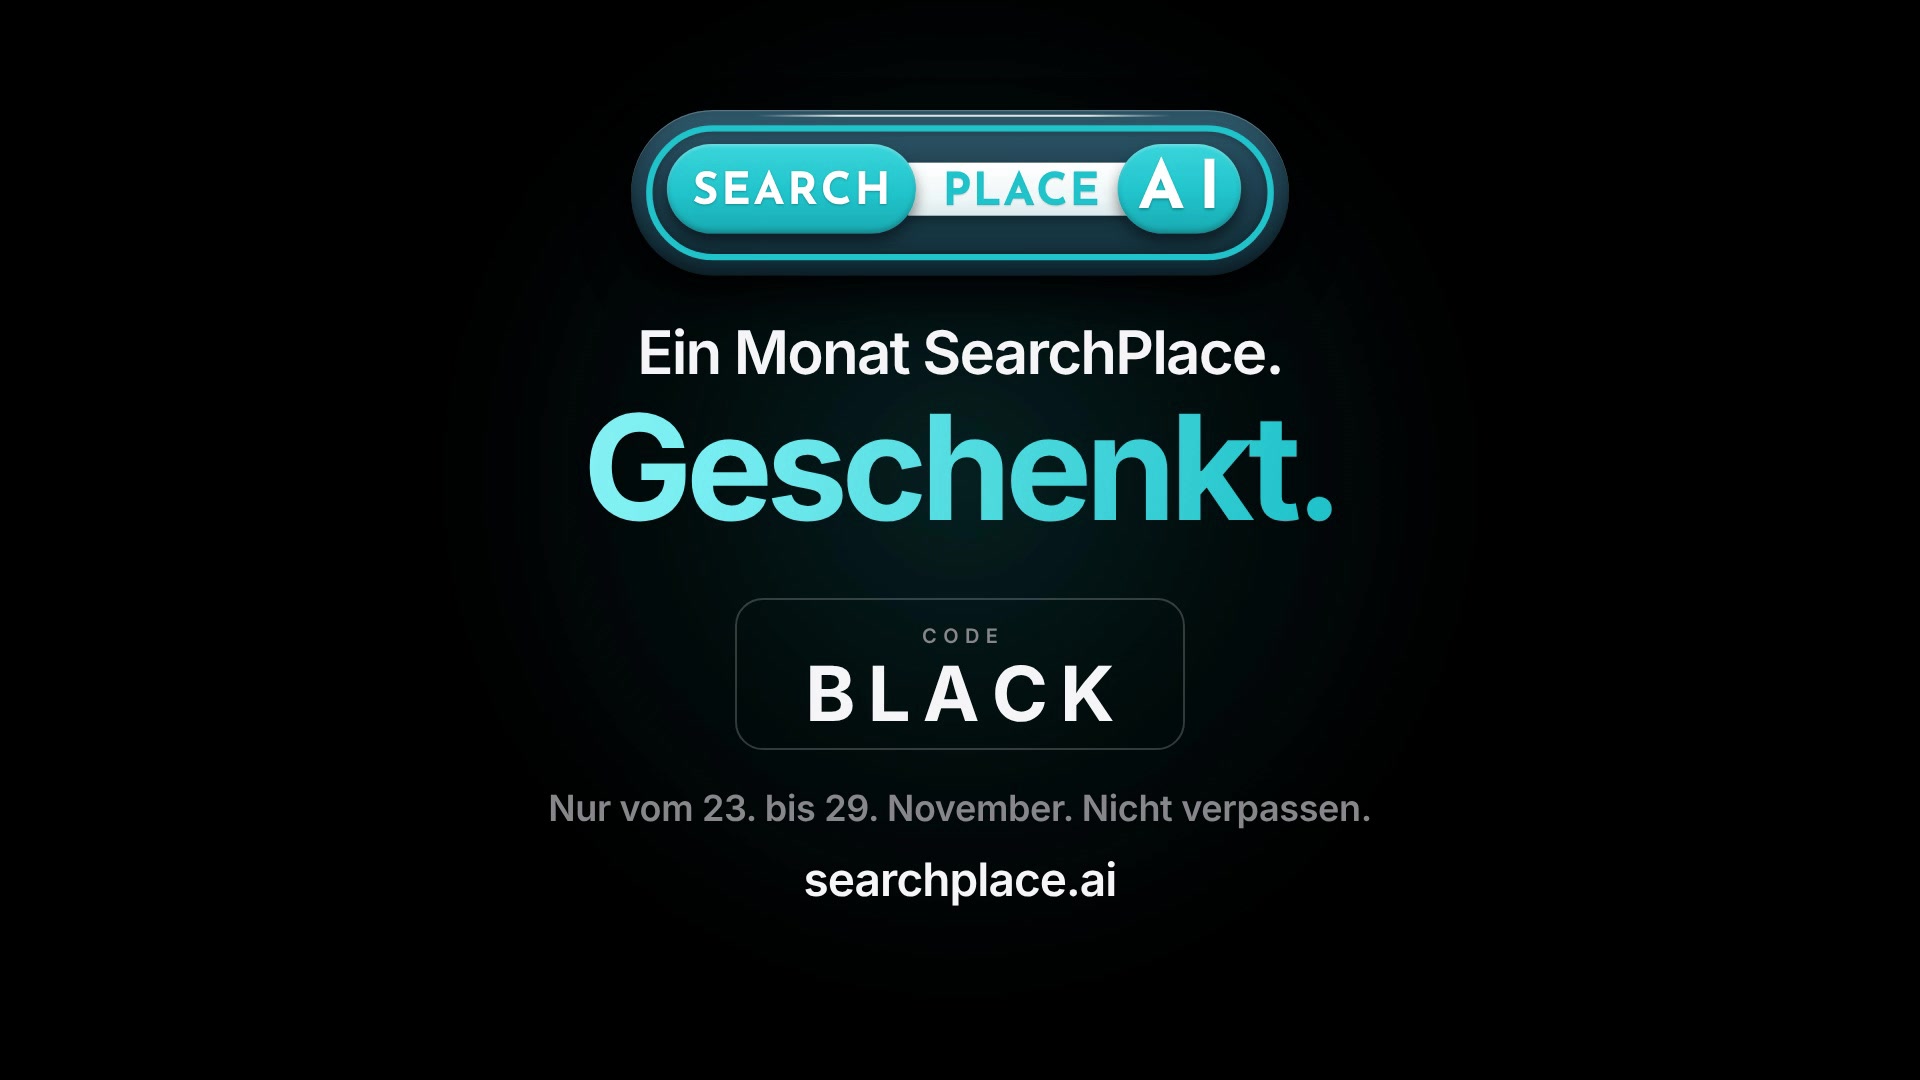 SEARCH PLACE AI
Ein Monat SearchPlace.
Geschenkt.
CODE
BLACK
Nur vom 23. bis 29. November. Nicht verpassen.
searchplace.ai